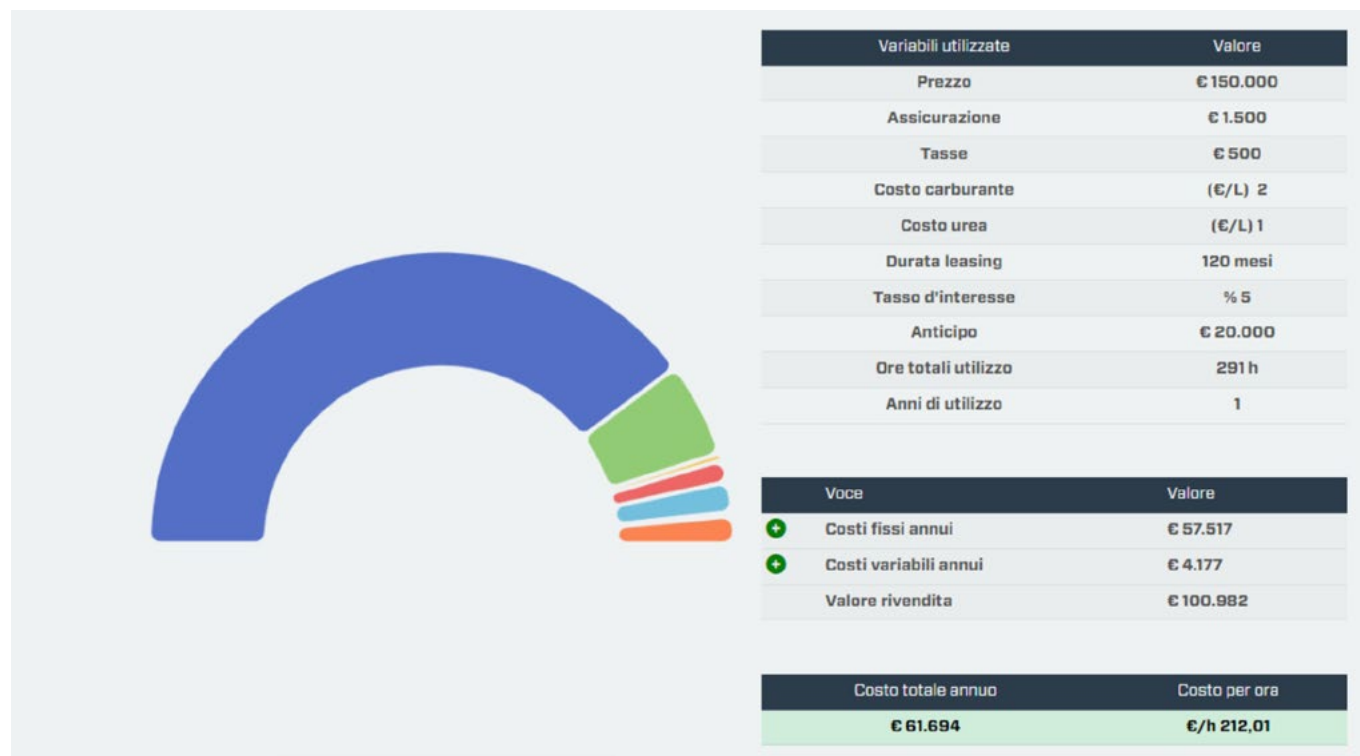 Variabili utilizzate Valore
Prezzo € 150.000
Assicurazione € 1.500
Tasse € 500
Costo carburante (€/L) 2
Costo urea (€/L) 1
Durata leasing 120 mesi
Tasso d'interesse % 5
Anticipo € 20.000
Ore totali utilizzo 291 h
Anni di utilizzo 1
Voce Valore
Costi fissi annui € 57.517
Costi variabili annui € 4.177
Valore rivendita € 100.982
Costo totale annuo Costo per ora
€ 61.694 €/h 212,01